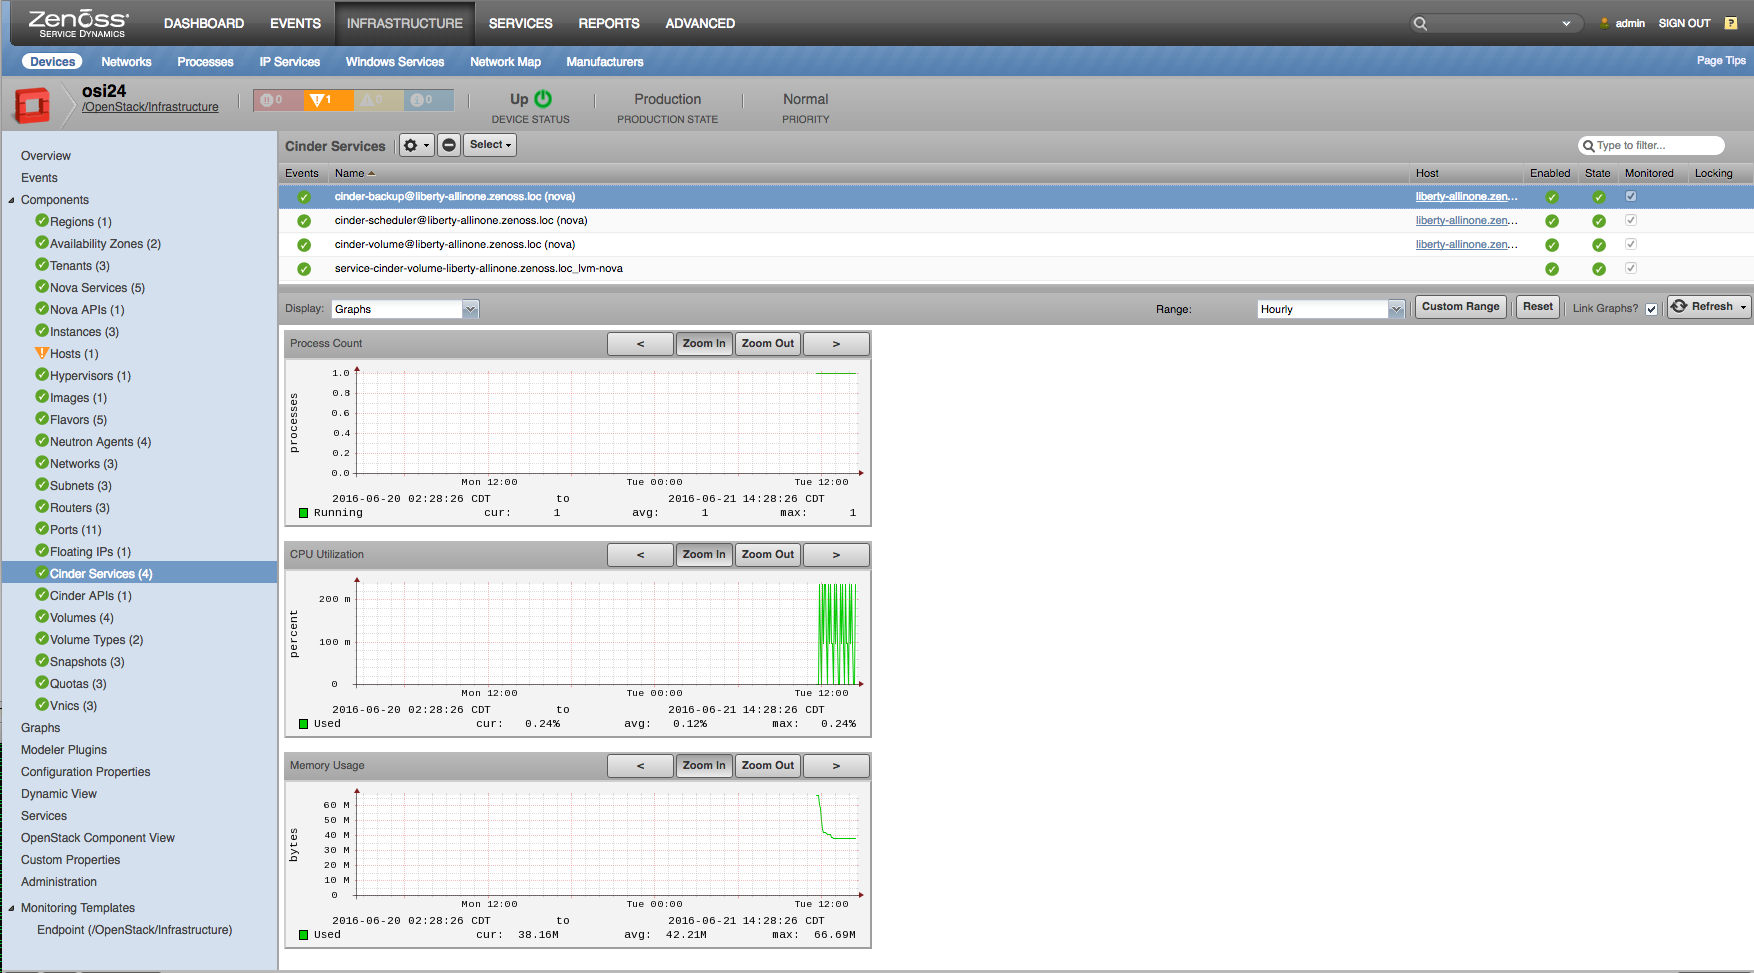 Zenoss DASHBOARD EVENTS INFRASTRUCTURE SERVICES REPORTS ADVANCED admin SIGN OUT ?
SERVICE DYNAMICS
Devices Networks Processes IP Services Windows Services Network Map Manufacturers Page Tips
osi24
/OpenStack/Infrastructure
0 1 0 0
Up
DEVICE STATUS
Production
PRODUCTION STATE
Normal
PRIORITY
Overview
Events
Components
Regions (1)
Availability Zones (2)
Tenants (3)
Nova Services (5)
Nova APIs (1)
Instances (3)
Hosts (1)
Hypervisors (1)
Images (1)
Flavors (5)
Neutron Agents (4)
Networks (3)
Subnets (3)
Routers (3)
Ports (11)
Floating IPs (1)
Cinder Services (4)
Cinder APIs (1)
Volumes (4)
Volume Types (2)
Snapshots (3)
Quotas (3)
Vnics (3)
Graphs
Modeler Plugins
Configuration Properties
Dynamic View
Services
OpenStack Component View
Custom Properties
Administration
Monitoring Templates
Endpoint (/OpenStack/Infrastructure)
Cinder Services Select Type to filter...
Events Name Host Enabled State Monitored Locking
cinder-backup@liberty-allinone.zenoss.loc (nova) liberty-allinone.zen...
cinder-scheduler@liberty-allinone.zenoss.loc (nova) liberty-allinone.zen...
cinder-volume@liberty-allinone.zenoss.loc (nova) liberty-allinone.zen...
service-cinder-volume-liberty-allinone.zenoss.loc_lvm-nova
Display: Graphs Range: Hourly Custom Range Reset Link Graphs? Refresh
Process Count < Zoom In Zoom Out >
processes
1.0
0.8
0.6
0.4
0.2
0.0
Mon 12:00 Tue 00:00 Tue 12:00
2016-06-20 02:28:26 CDT to 2016-06-21 14:28:26 CDT
Running cur: 1 avg: 1 max: 1
CPU Utilization < Zoom In Zoom Out >
percent
200 m
100 m
0
Mon 12:00 Tue 00:00 Tue 12:00
2016-06-20 02:28:26 CDT to 2016-06-21 14:28:26 CDT
Used cur: 0.24% avg: 0.12% max: 0.24%
Memory Usage < Zoom In Zoom Out >
bytes
60 M
50 M
40 M
30 M
20 M
10 M
0
Mon 12:00 Tue 00:00 Tue 12:00
2016-06-20 02:28:26 CDT to 2016-06-21 14:28:26 CDT
Used cur: 38.16M avg: 42.21M max: 66.69M